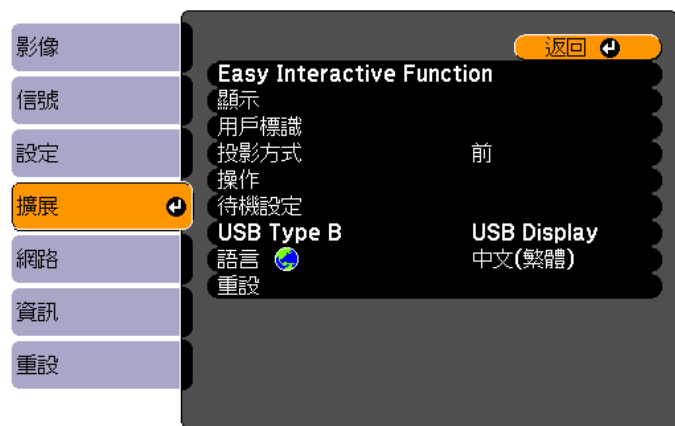 影像
信號
設定
擴展
網路
資訊
重設
返回
Easy Interactive Function
顯示
用戶標識
投影方式 前
操作
待機設定
USB Type B USB Display
語言 中文(繁體)
重設